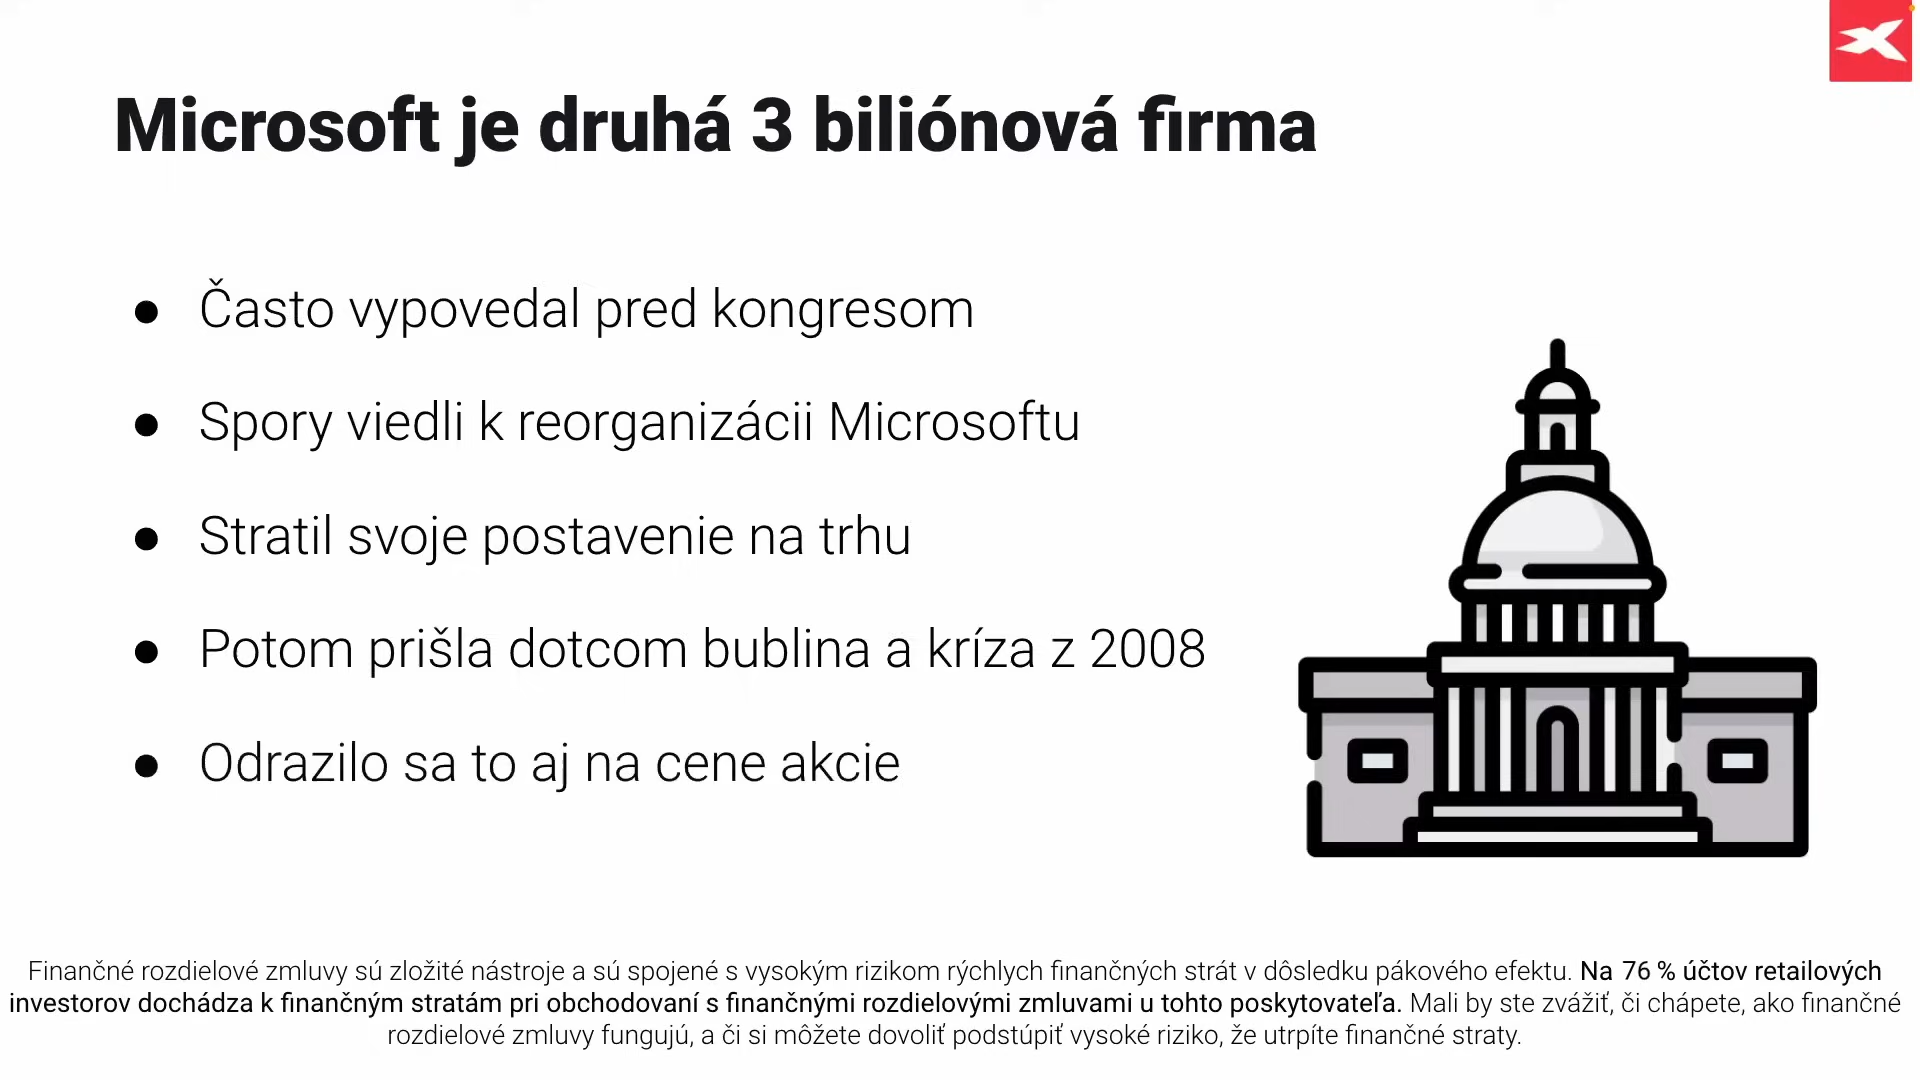 Microsoft je druhá 3 biliónová firma
● Často vypovedal pred kongresom
● Spory viedli k reorganizácii Microsoftu
● Stratil svoje postavenie na trhu
● Potom prišla dotcom bublina a kríza z 2008
● Odrazilo sa to aj na cene akcie
Finančné rozdielové zmluvy sú zložité nástroje a sú spojené s vysokým rizikom rýchlych finančných strát v dôsledku pákového efektu. Na 76 % účtov retailových
investorov dochádza k finančným stratám pri obchodovaní s finančnými rozdielovými zmluvami u tohto poskytovateľa. Mali by ste zvážiť, či chápete, ako finančné
rozdielové zmluvy fungujú, a či si môžete dovoliť podstúpiť vysoké riziko, že utrpíte finančné straty.